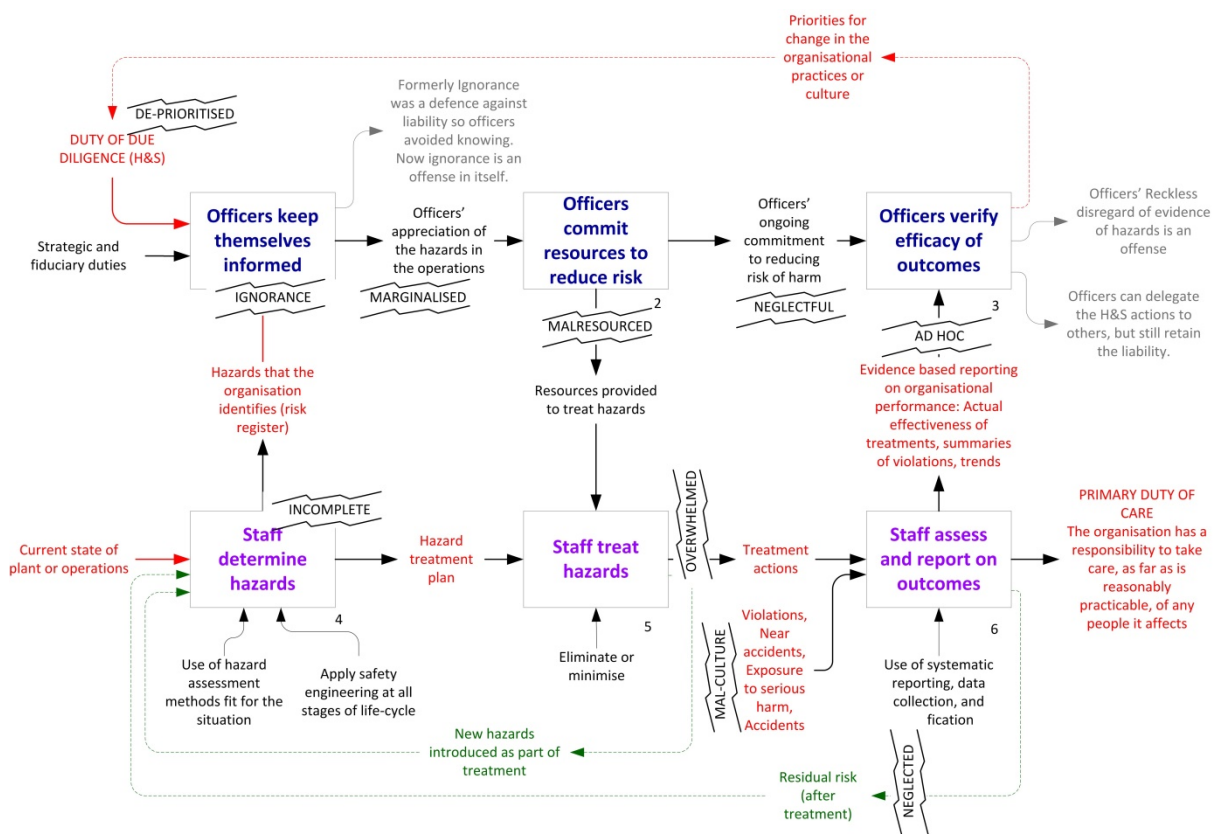 Priorities for
change in the
organisational
practices or
culture
DE-PRIORITISED
Formerly Ignorance
was a defence against
liability so officers
avoided knowing.
Now ignorance is an
offense in itself.
DUTY OF DUE
DILIGENCE (H&S)
Strategic and
fiduciary duties
Officers keep
themselves
informed
Officers'
appreciation of
the hazards in
the operations
Officers
commit
resources to
reduce risk
Officers'
ongoing
commitment
to reducing
risk of harm
Officers verify
efficacy of
outcomes
Officers' Reckless
disregard of evidence
of hazards is an
offense
Officers can delegate
the H&S actions to
others, but still retain
the liability.
IGNORANCE
MARGINALISED
2
MALRESOURCED
NEGLECTFUL
3
AD HOC
Hazards that the
organisation
identifies (risk
register)
Resources provided
to treat hazards
Evidence based reporting
on organisational
performance: Actual
effectiveness of
treatments, summaries
of violations, trends
INCOMPLETE
OVERWHELMED
Current state of
plant or operations
Staff
determine
hazards
Hazard
treatment
plan
Staff treat
hazards
Treatment
actions
Staff assess
and report on
outcomes
PRIMARY DUTY OF
CARE
The organisation has a
responsibility to take
care, as far as is
reasonably
practicable, of any
people it affects
4
5
6
Use of hazard
assessment
methods fit for the
situation
Apply safety
engineering at all
stages of life-cycle
Eliminate or
minimise
MAL-CULTURE
Violations,
Near
accidents,
Exposure
to serious
harm,
Accidents
Use of systematic
reporting, data
collection, and
fication
New hazards
introduced as part of
treatment
Residual risk
(after
treatment)
NEGLECTED